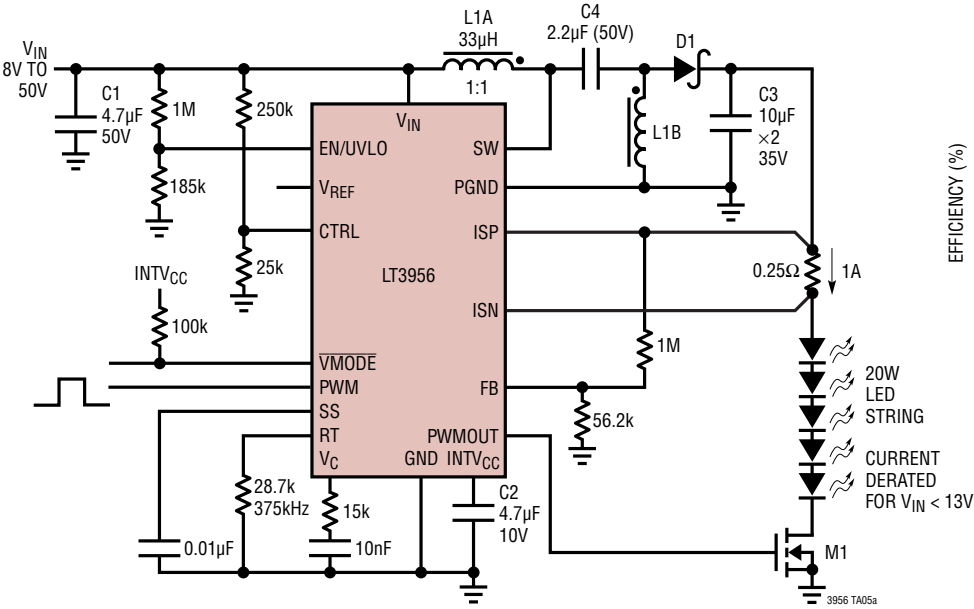 V_IN
8V TO
50V
C1
4.7µF
50V
1M
185k
250k
25k
INTV_CC
100k
L1A
33µH
1:1
C4
2.2µF (50V)
D1
L1B
C3
10µF
×2
35V
V_IN
EN/UVLO
V_REF
CTRL
LT3956
V̅M̅O̅D̅E̅
PWM
SS
RT
V_C
SW
PGND
ISP
ISN
FB
PWMOUT
GND INTV_CC
0.25Ω
1A
1M
56.2k
20W
LED
STRING
CURRENT
DERATED
FOR V_IN < 13V
28.7k
375kHz
15k
C2
4.7µF
10V
0.01µF
10nF
M1
3956 TA05a
EFFICIENCY (%)